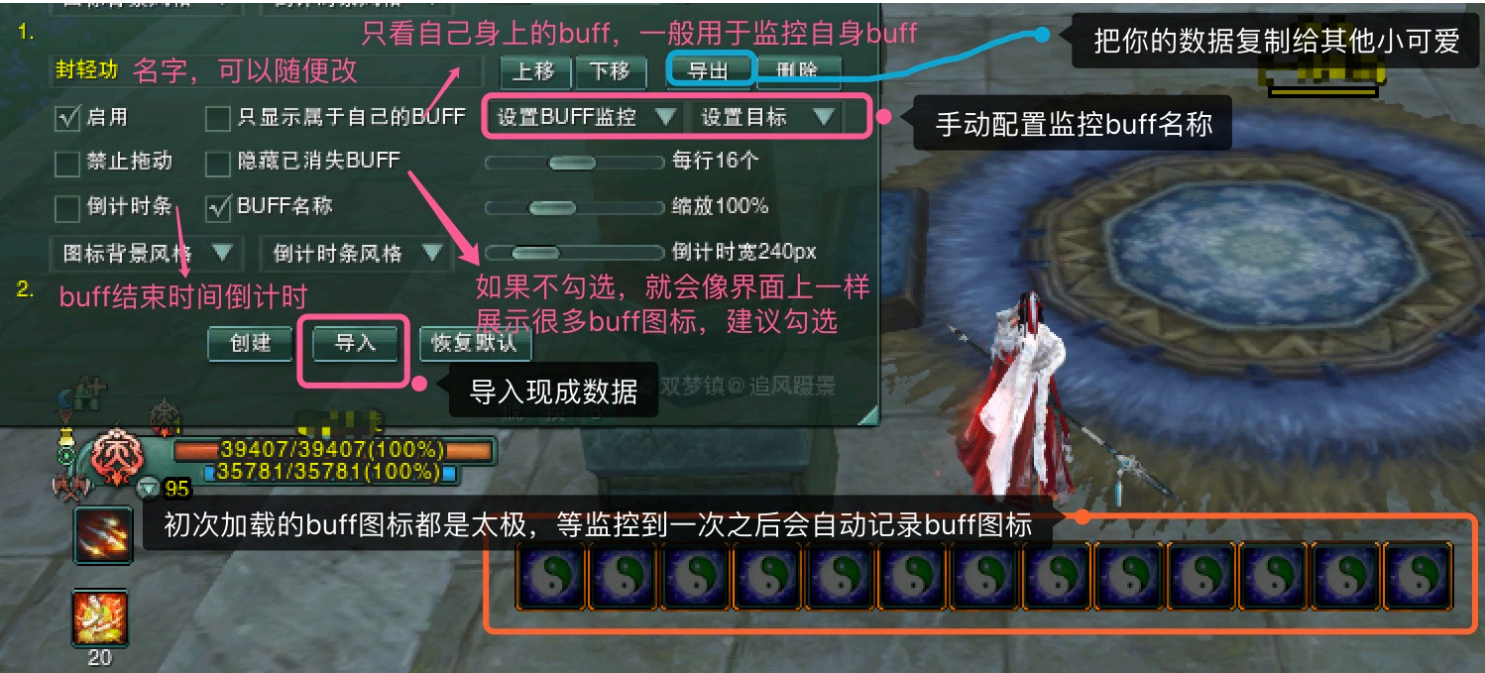 1.
只看自己身上的buff，一般用于监控自身buff
把你的数据复制给其他小可爱
封轻功 名字，可以随便改
上移 下移 导出 删除
启用 只显示属于自己的BUFF 设置BUFF监控 设置目标
手动配置监控buff名称
禁止拖动 隐藏已消失BUFF 每行16个
倒计时条 BUFF名称 缩放100%
图标背景风格 倒计时条风格 倒计时宽240px
2.
buff结束时间倒计时
如果不勾选，就会像界面上一样
展示很多buff图标，建议勾选
创建 导入 恢复默认
导入现成数据
双梦镇@追风蹑景
39407/39407(100%)
35781/35781(100%)
95
初次加载的buff图标都是太极，等监控到一次之后会自动记录buff图标
20